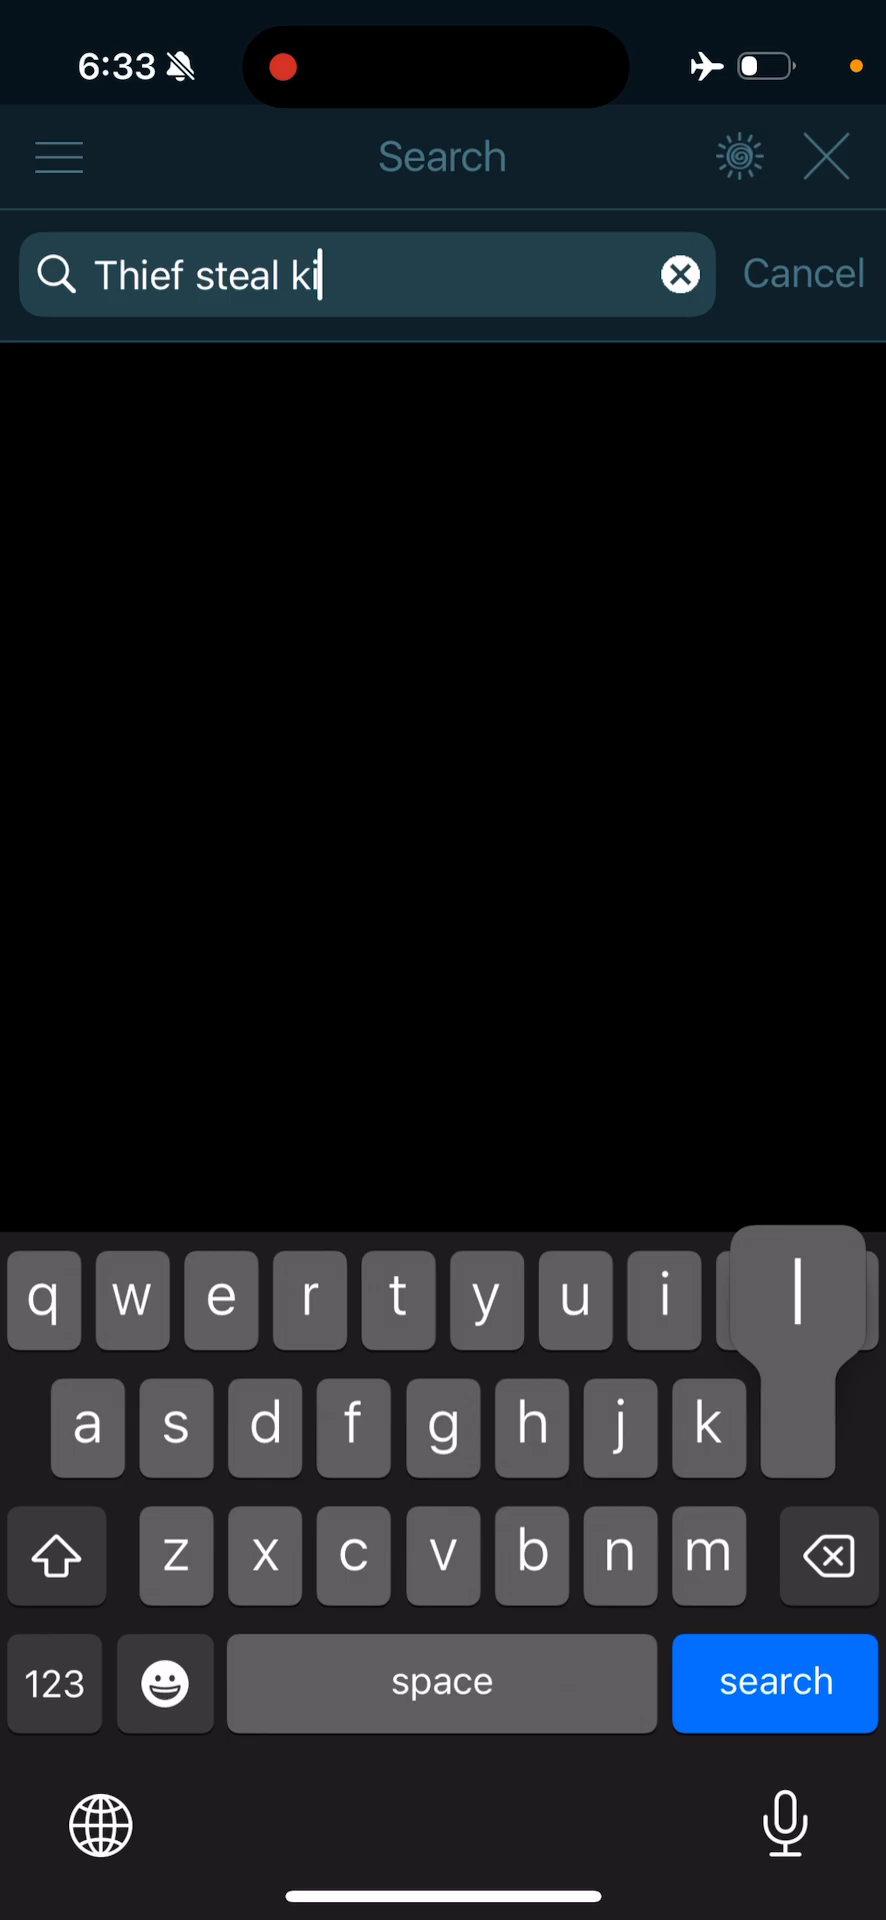 6:33
Search
Thief steal ki
Cancel
q w e r t y u i l
a s d f g h j k
z x c v b n m
123 space search